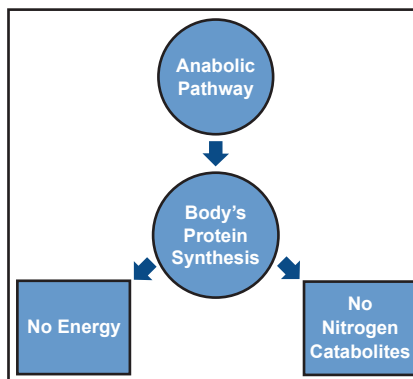 Anabolic
Pathway
Body's
Protein
Synthesis
No Energy
No
Nitrogen
Catabolites